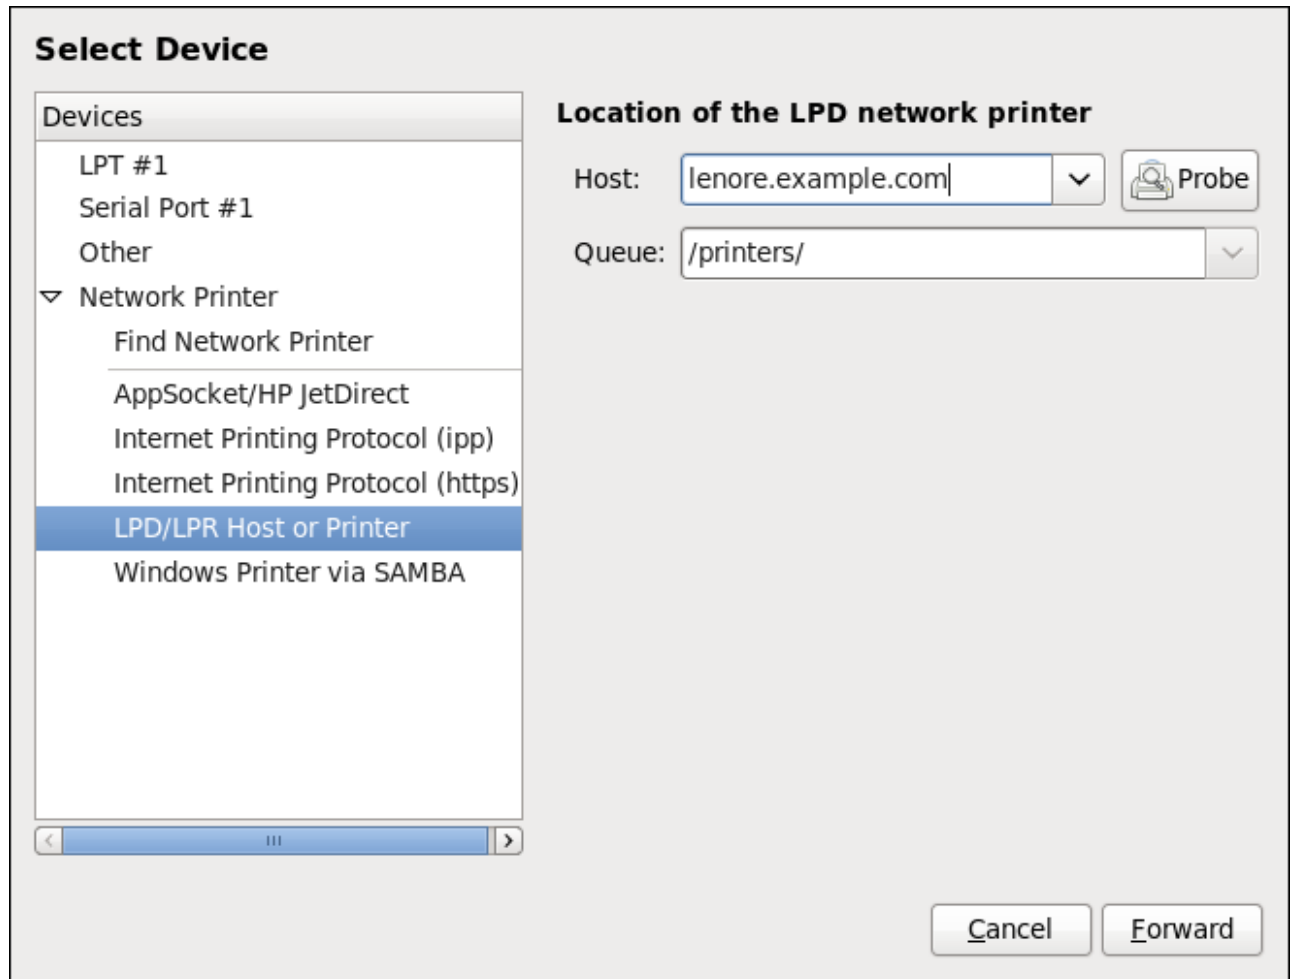 Select Device
Devices
LPT #1
Serial Port #1
Other
Network Printer
Find Network Printer
AppSocket/HP JetDirect
Internet Printing Protocol (ipp)
Internet Printing Protocol (https)
LPD/LPR Host or Printer
Windows Printer via SAMBA
Location of the LPD network printer
Host: lenore.example.com Probe
Queue: /printers/
Cancel Forward